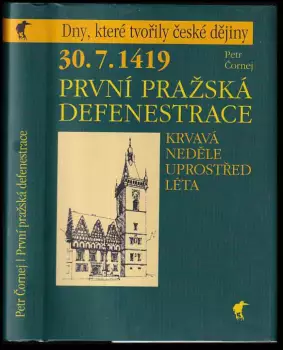 Dny, které tvořily české dějiny
30.7.1419
Petr
Čornej
PRVNÍ PRAŽSKÁ
DEFENESTRACE
KRVAVÁ
NEDĚLE
UPROSTŘED
LÉTA
Petr Čornej | První pražská defenestrace